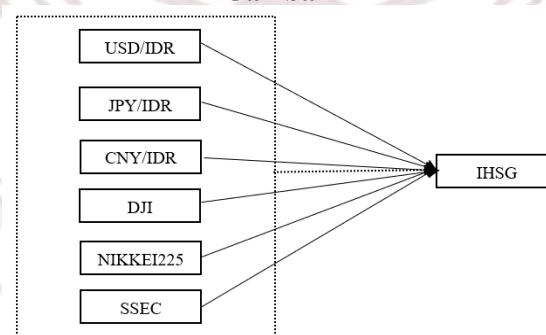 USD/IDR
JPY/IDR
CNY/IDR
IHSG
DJI
NIKKEI225
SSEC